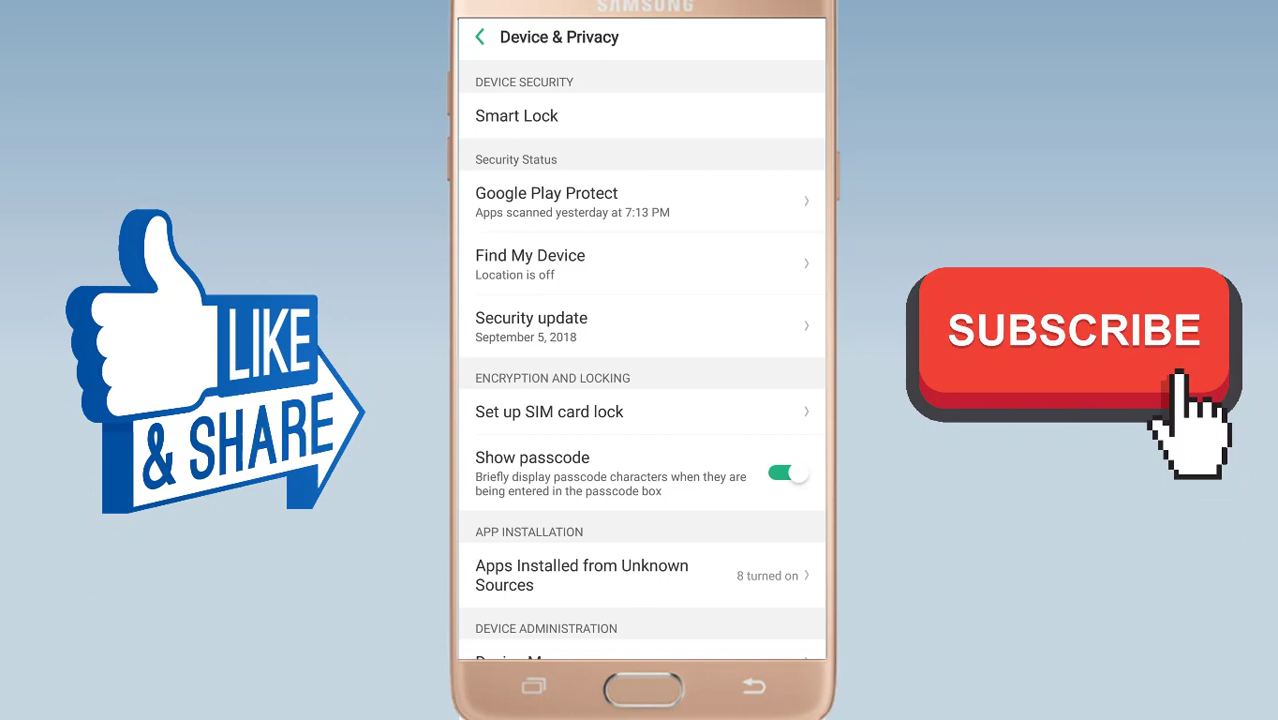 SAMSUNG
Device & Privacy
DEVICE SECURITY
Smart Lock
Security Status
Google Play Protect
Apps scanned yesterday at 7:13 PM
Find My Device
Location is off
Security update
September 5, 2018
ENCRYPTION AND LOCKING
Set up SIM card lock
Show passcode
Briefly display passcode characters when they are
being entered in the passcode box
APP INSTALLATION
Apps Installed from Unknown
Sources
8 turned on
DEVICE ADMINISTRATION
LIKE
& SHARE
SUBSCRIBE